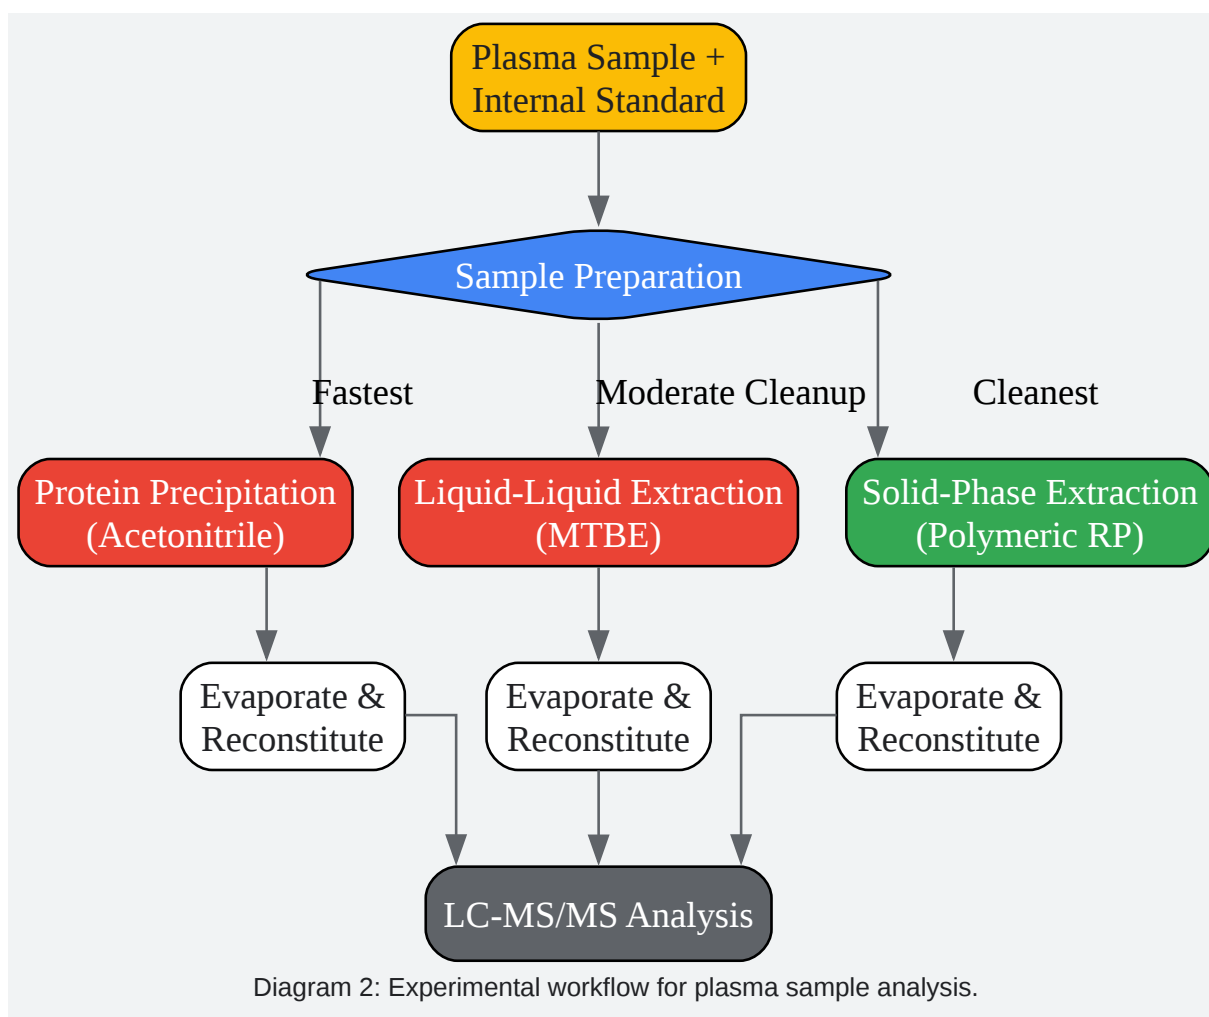 Plasma Sample +
Internal Standard
Sample Preparation
Fastest
Moderate Cleanup
Cleanest
Protein Precipitation
(Acetonitrile)
Liquid-Liquid Extraction
(MTBE)
Solid-Phase Extraction
(Polymeric RP)
Evaporate &
Reconstitute
Evaporate &
Reconstitute
Evaporate &
Reconstitute
LC-MS/MS Analysis
Diagram 2: Experimental workflow for plasma sample analysis.